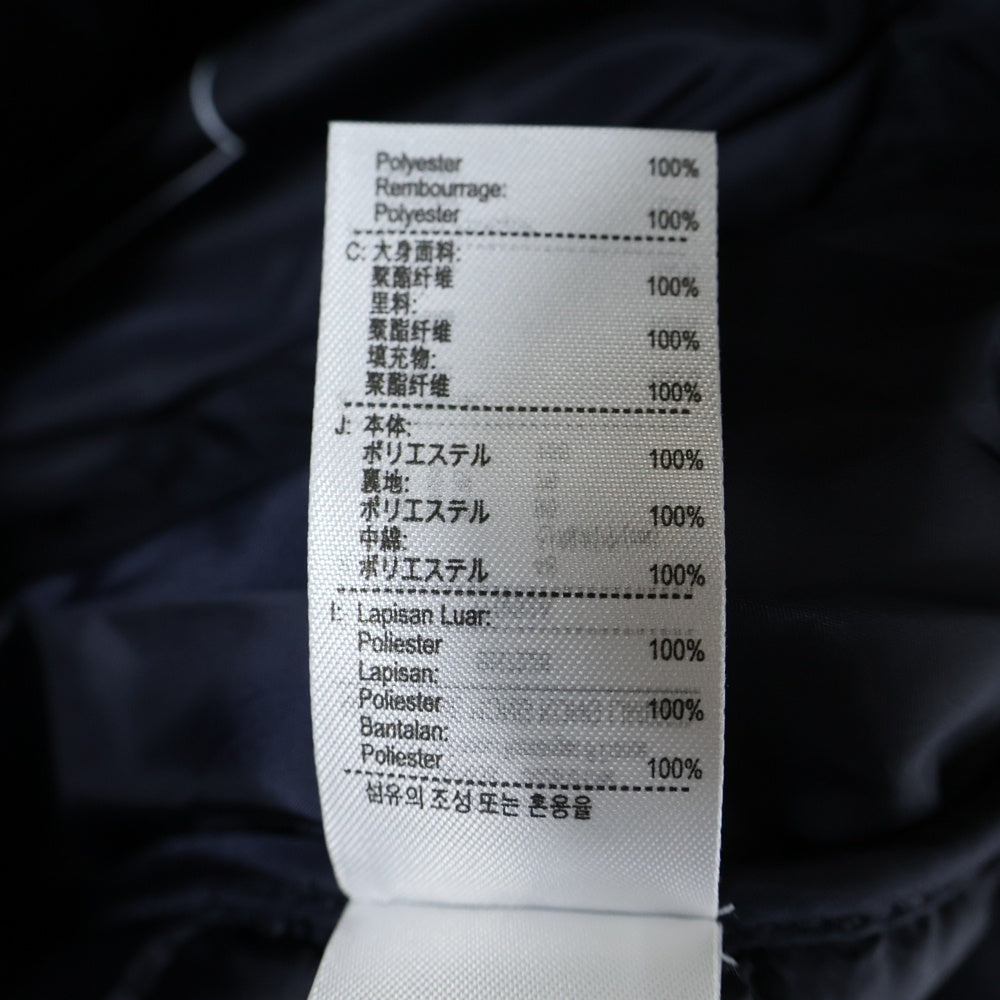 Polyester 100%
Rembourrage:
Polyester 100%
C: 大身面料:
聚酯纤维 100%
里料:
聚酯纤维 100%
填充物:
聚酯纤维 100%
J: 本体:
ポリエステル 100%
裏地:
ポリエステル 100%
中綿:
ポリエステル 100%
I: Lapisan Luar:
Poliester 100%
Lapisan:
Poliester 100%
Bantalan:
Poliester 100%
섬유의 조성 또는 혼용율